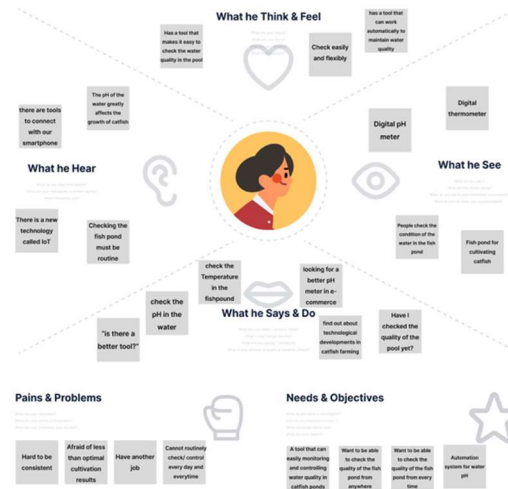 What he Think & Feel
Has a tool that
makes it easy to
check the water
quality in the pool
Check easily
and flexibly
has a tool that
can work
automatically to
maintain water
quality
The pH of the
water greatly
affects the
growth of catfish
there are tools
to connect
with our
smartphone
What he Hear
There is a new
technology
called IoT
Checking the
fish pond
must be
routine
Digital pH
meter
Digital
thermometer
What he See
People check the
condition of the
water in the fish
pond
Fish pond for
cultivating
catfish
check the
Temperature
in the
fishpound
looking for a
better pH
meter in e-
commerce
check the
pH in the
water
What he Says & Do
"is there a
better tool?"
find out about
technological
developments in
catfish farming
Have I
checked the
quality of the
pool yet?
Pains & Problems
Hard to be
consistent
Afraid of less
than optimal
cultivation
results
Have another
job
Cannot routinely
check/ control
every day and
everytime
Needs & Objectives
A tool that can
easily monitoring
and controlling
water quality in
catfish ponds
Want to be able
to check the
quality of the fish
pond from
anywhere
Want to be able
to check the
quality of the fish
pond from every
time
Automation
system for water
pH